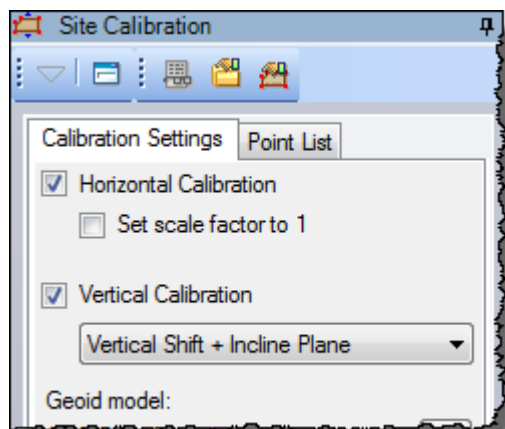 Site Calibration
Calibration Settings Point List
Horizontal Calibration
Set scale factor to 1
Vertical Calibration
Vertical Shift + Incline Plane
Geoid model: